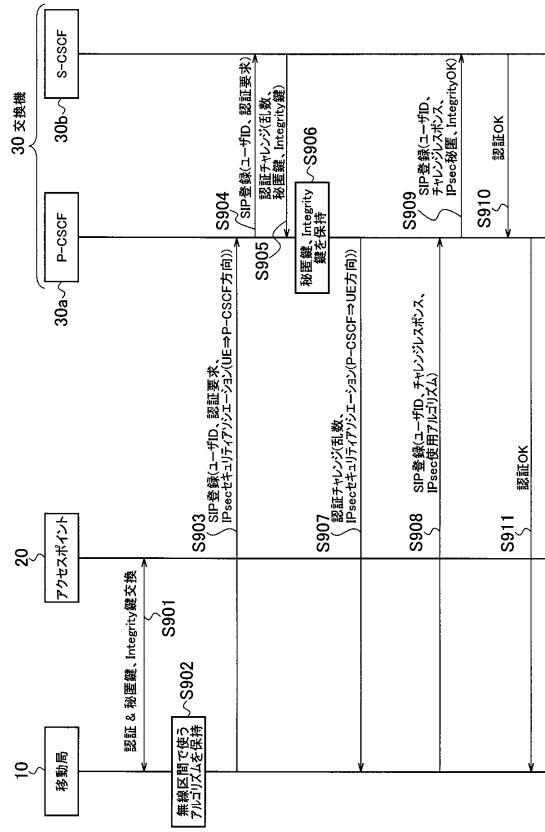 10
移動局
20
アクセスポイント
30 交換機
30a
P-CSCF
30b
S-CSCF
認証 & 秘匿鍵、Integrity鍵交換
S901
S902
無線区間で使う
アルゴリズムを保持
SIP登録(ユーザID、認証要求、
IPsecセキュリティアソシエーション(UE⇒P-CSCF方向))
S903
SIP登録(ユーザID、認証要求)
S904
認証チャレンジ(乱数、
秘匿鍵、Integrity鍵)
S905
S906
秘匿鍵、Integrity
鍵を保持
認証チャレンジ(乱数、
IPsecセキュリティアソシエーション(P-CSCF⇒UE方向))
S907
SIP登録(ユーザID、チャレンジレスポンス、
IPsec使用アルゴリズム)
S908
SIP登録(ユーザID、
チャレンジレスポンス、
IPsec秘匿、IntegrityOK)
S909
認証OK
S910
認証OK
S911